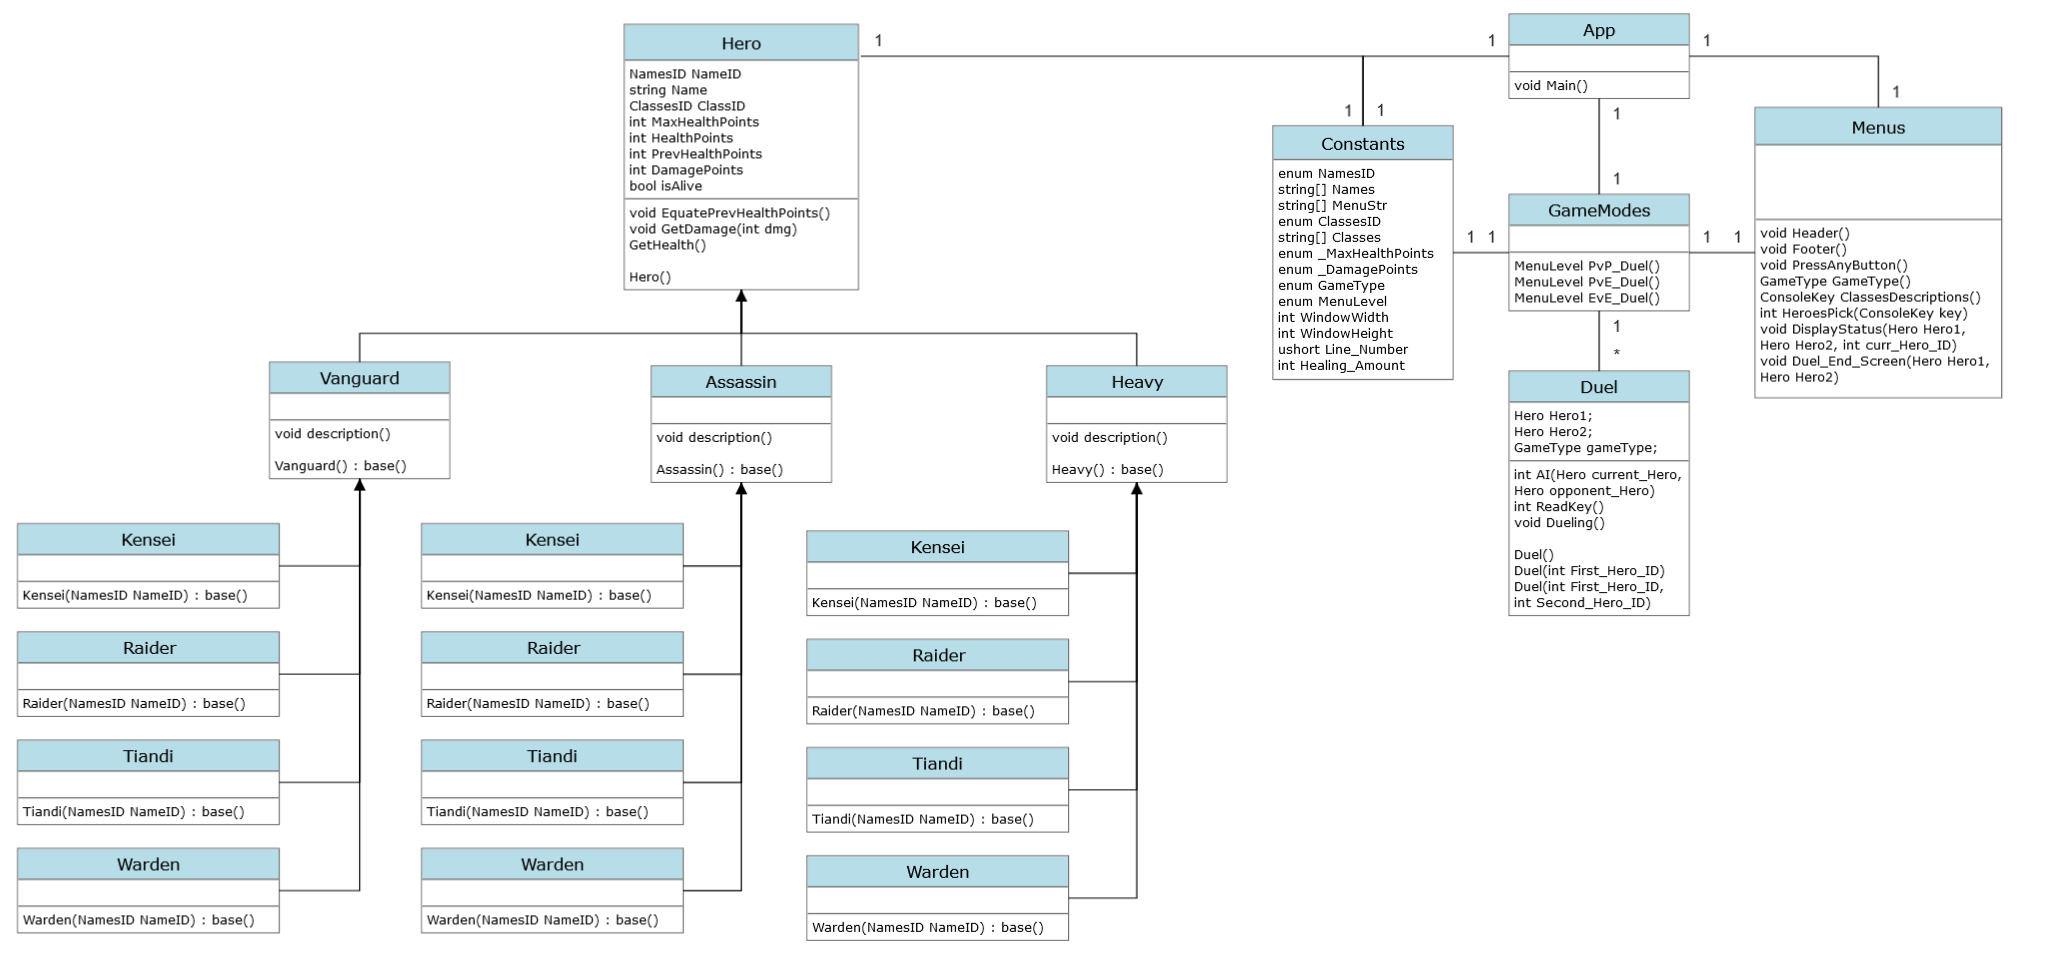 Hero
NamesID NameID
string Name
ClassesID ClassID
int MaxHealthPoints
int HealthPoints
int PrevHealthPoints
int DamagePoints
bool isAlive
void EquatePrevHealthPoints()
void GetDamage(int dmg)
GetHealth()
Hero()
1
1
App
void Main()
1
1
1
1
Constants
enum NamesID
string[] Names
string[] MenuStr
enum ClassesID
string[] Classes
enum _MaxHealthPoints
enum _DamagePoints
enum GameType
enum MenuLevel
int WindowWidth
int WindowHeight
ushort Line_Number
int Healing_Amount
1
1
1
1
GameModes
MenuLevel PvP_Duel()
MenuLevel PvE_Duel()
MenuLevel EvE_Duel()
1
1
1
Menus
void Header()
void Footer()
void PressAnyButton()
GameType GameType()
ConsoleKey ClassesDescriptions()
int HeroesPick(ConsoleKey key)
void DisplayStatus(Hero Hero1,
Hero Hero2, int curr_Hero_ID)
void Duel_End_Screen(Hero Hero1,
Hero Hero2)
1
*
Duel
Hero Hero1;
Hero Hero2;
GameType gameType;
int AI(Hero current_Hero,
Hero opponent_Hero)
int ReadKey()
void Dueling()
Duel()
Duel(int First_Hero_ID)
Duel(int First_Hero_ID,
int Second_Hero_ID)
Vanguard
void description()
Vanguard() : base()
Assassin
void description()
Assassin() : base()
Heavy
void description()
Heavy() : base()
Kensei
Kensei(NamesID NameID) : base()
Raider
Raider(NamesID NameID) : base()
Tiandi
Tiandi(NamesID NameID) : base()
Warden
Warden(NamesID NameID) : base()
Kensei
Kensei(NamesID NameID) : base()
Raider
Raider(NamesID NameID) : base()
Tiandi
Tiandi(NamesID NameID) : base()
Warden
Warden(NamesID NameID) : base()
Kensei
Kensei(NamesID NameID) : base()
Raider
Raider(NamesID NameID) : base()
Tiandi
Tiandi(NamesID NameID) : base()
Warden
Warden(NamesID NameID) : base()